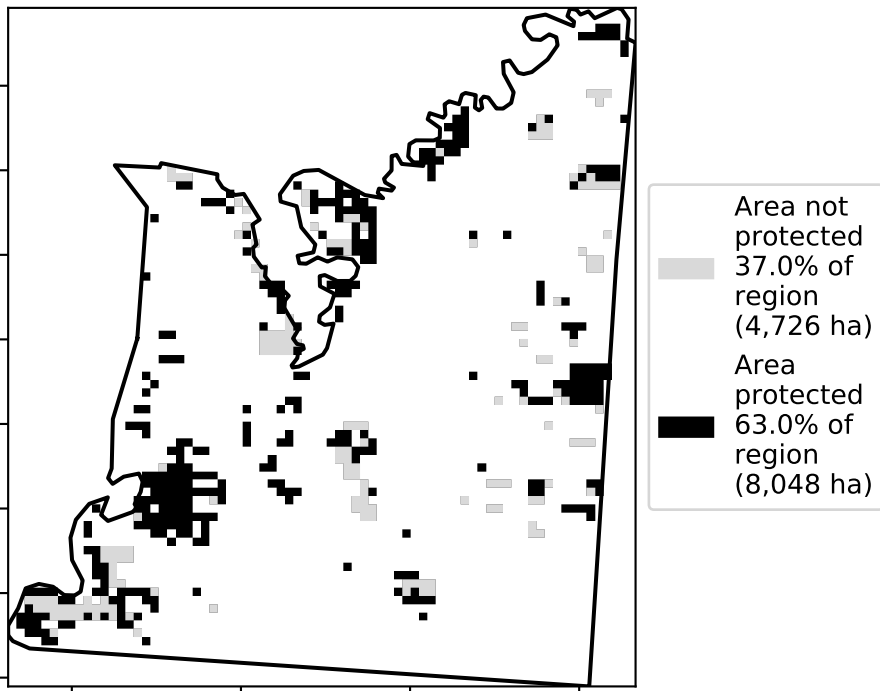 Area not
protected
37.0% of
region
(4,726 ha)
Area
protected
63.0% of
region
(8,048 ha)